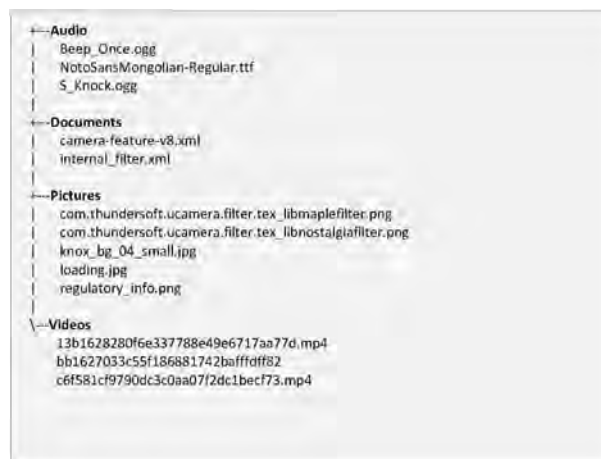 +---Audio
| Beep_Once.ogg
| NotoSansMongolian-Regular.ttf
| S_Knock.ogg
|
+---Documents
| camera-feature-v8.xml
| internal_filter.xml
|
+---Pictures
| com.thundersoft.ucamera.filter.tex_libmaplefilter.png
| com.thundersoft.ucamera.filter.tex_libnostalgiafilter.png
| knox_bg_04_small.jpg
| loading.jpg
| regulatory_info.png
|
\---Videos
13b1628280f6e337788e49e6717aa77d.mp4
bb1627033c55f186881742bafffdff82
c6f581cf9790dc3c0aa07f2dc1becf73.mp4